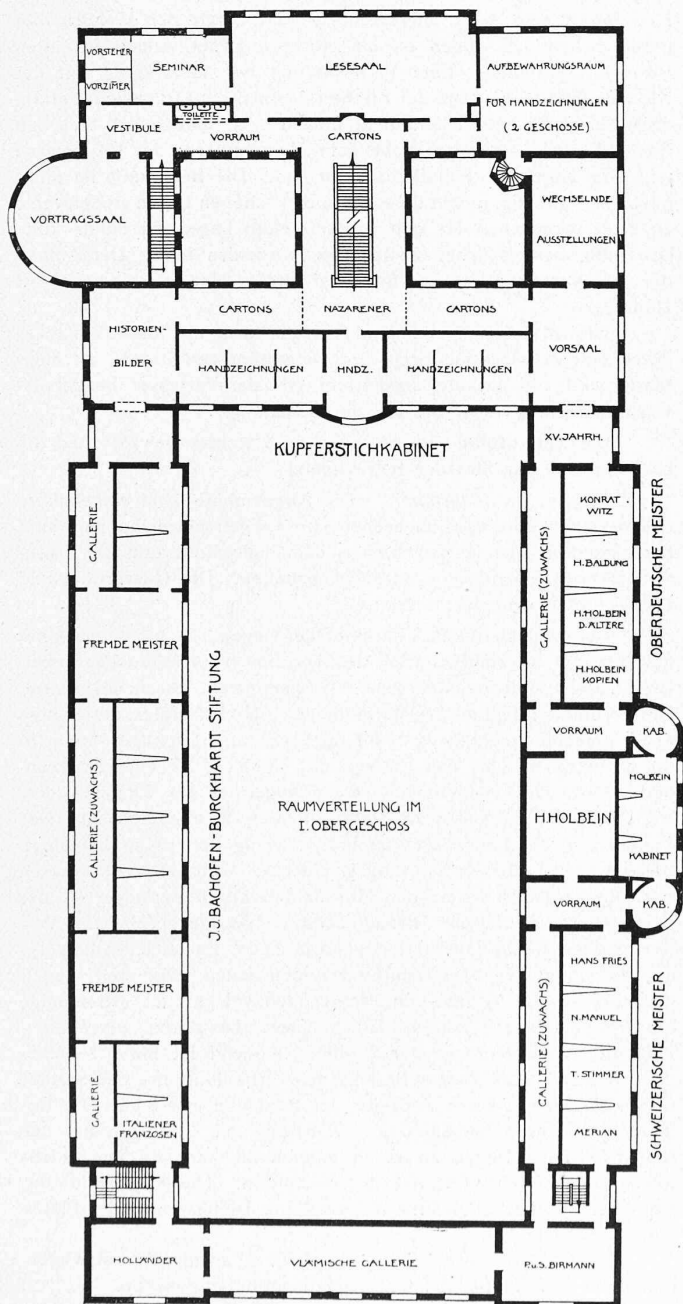 VORSTEHER
VORZIMER
SEMINAR
LESESAAL
AUFBEWAHRUNGSRAUM
FÜR HANDZEICHNUNGEN
(2 GESCHOSSE)
TOILETTE
VESTIBULE
VORRAUM
CARTONS
VORTRAGSSAAL
WECHSELNDE
AUSSTELLUNGEN
HISTORIEN-
BILDER
CARTONS
NAZARENER
CARTONS
VORSAAL
HANDZEICHNUNGEN
HNDZ.
HANDZEICHNUNGEN
KUPFERSTICHKABINET
XV. JAHRH.
GALLERIE
FREMDE MEISTER
GALLERIE (ZUWACHS)
FREMDE MEISTER
GALLERIE
ITALIENER
FRANZOSEN
J.J. BACHOFEN-BURCKHARDT STIFTUNG
RAUMVERTEILUNG IM
I. OBERGESCHOSS
GALLERIE (ZUWACHS)
KONRAT
WITZ
H. BALDUNG
H. HOLBEIN
D. ALTERE
H. HOLBEIN
KOPIEN
OBERDEUTSCHE MEISTER
VORRAUM
KAB.
H. HOLBEIN
HOLBEIN
KABINET
VORRAUM
KAB.
GALLERIE (ZUWACHS)
HANS FRIES
N. MANUEL
T. STIMMER
MERIAN
SCHWEIZERISCHE MEISTER
HOLLÄNDER
VLAMISCHE GALLERIE
P. u. S. BIRMANN